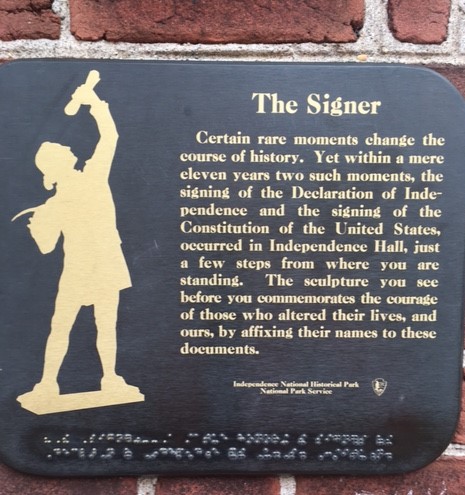 The Signer
Certain rare moments change the
course of history. Yet within a mere
eleven years two such moments, the
signing of the Declaration of Inde-
pendence and the signing of the
Constitution of the United States,
occurred in Independence Hall, just
a few steps from where you are
standing. The sculpture you see
before you commemorates the courage
of those who altered their lives, and
ours, by affixing their names to these
documents.
Independence National Historical Park
National Park Service